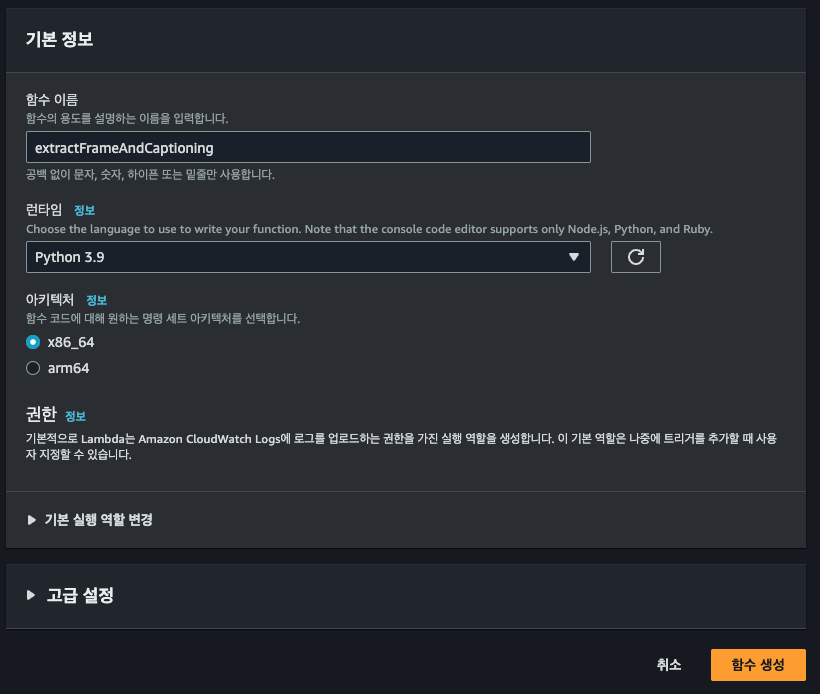 기본 정보
함수 이름
함수의 용도를 설명하는 이름을 입력합니다.
extractFrameAndCaptioning
공백 없이 문자, 숫자, 하이픈 또는 밑줄만 사용합니다.
런타임 정보
Choose the language to use to write your function. Note that the console code editor supports only Node.js, Python, and Ruby.
Python 3.9
아키텍처 정보
함수 코드에 대해 원하는 명령 세트 아키텍처를 선택합니다.
x86_64
arm64
권한 정보
기본적으로 Lambda는 Amazon CloudWatch Logs에 로그를 업로드하는 권한을 가진 실행 역할을 생성합니다. 이 기본 역할은 나중에 트리거를 추가할 때 사용
자 지정할 수 있습니다.
기본 실행 역할 변경
고급 설정
취소 함수 생성